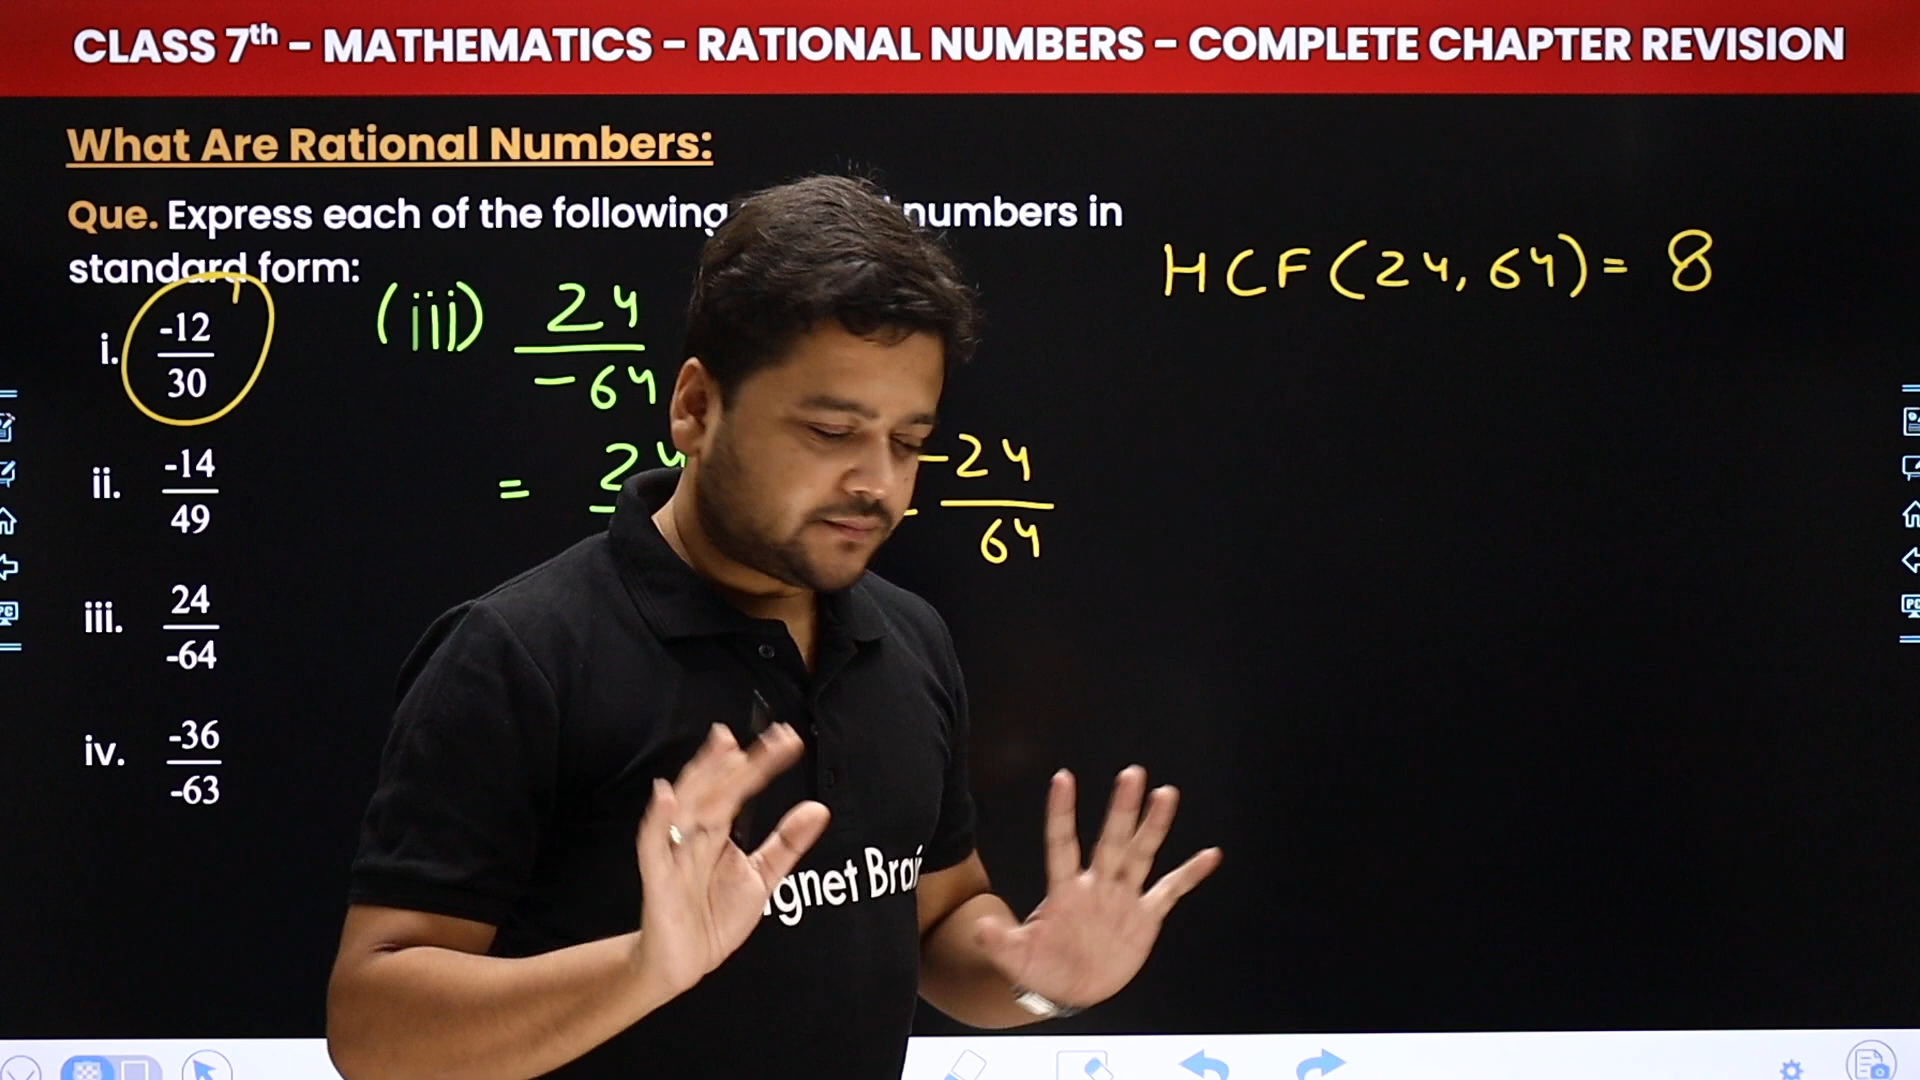 CLASS 7th - MATHEMATICS - RATIONAL NUMBERS - COMPLETE CHAPTER REVISION
What Are Rational Numbers:
Que. Express each of the following numbers in
standard form:
i. -12/30
ii. -14/49
iii. 24/-64
iv. -36/-63
(iii) 24/-64
= 24
-24/64
HCF(24,64)= 8
gnet Brai